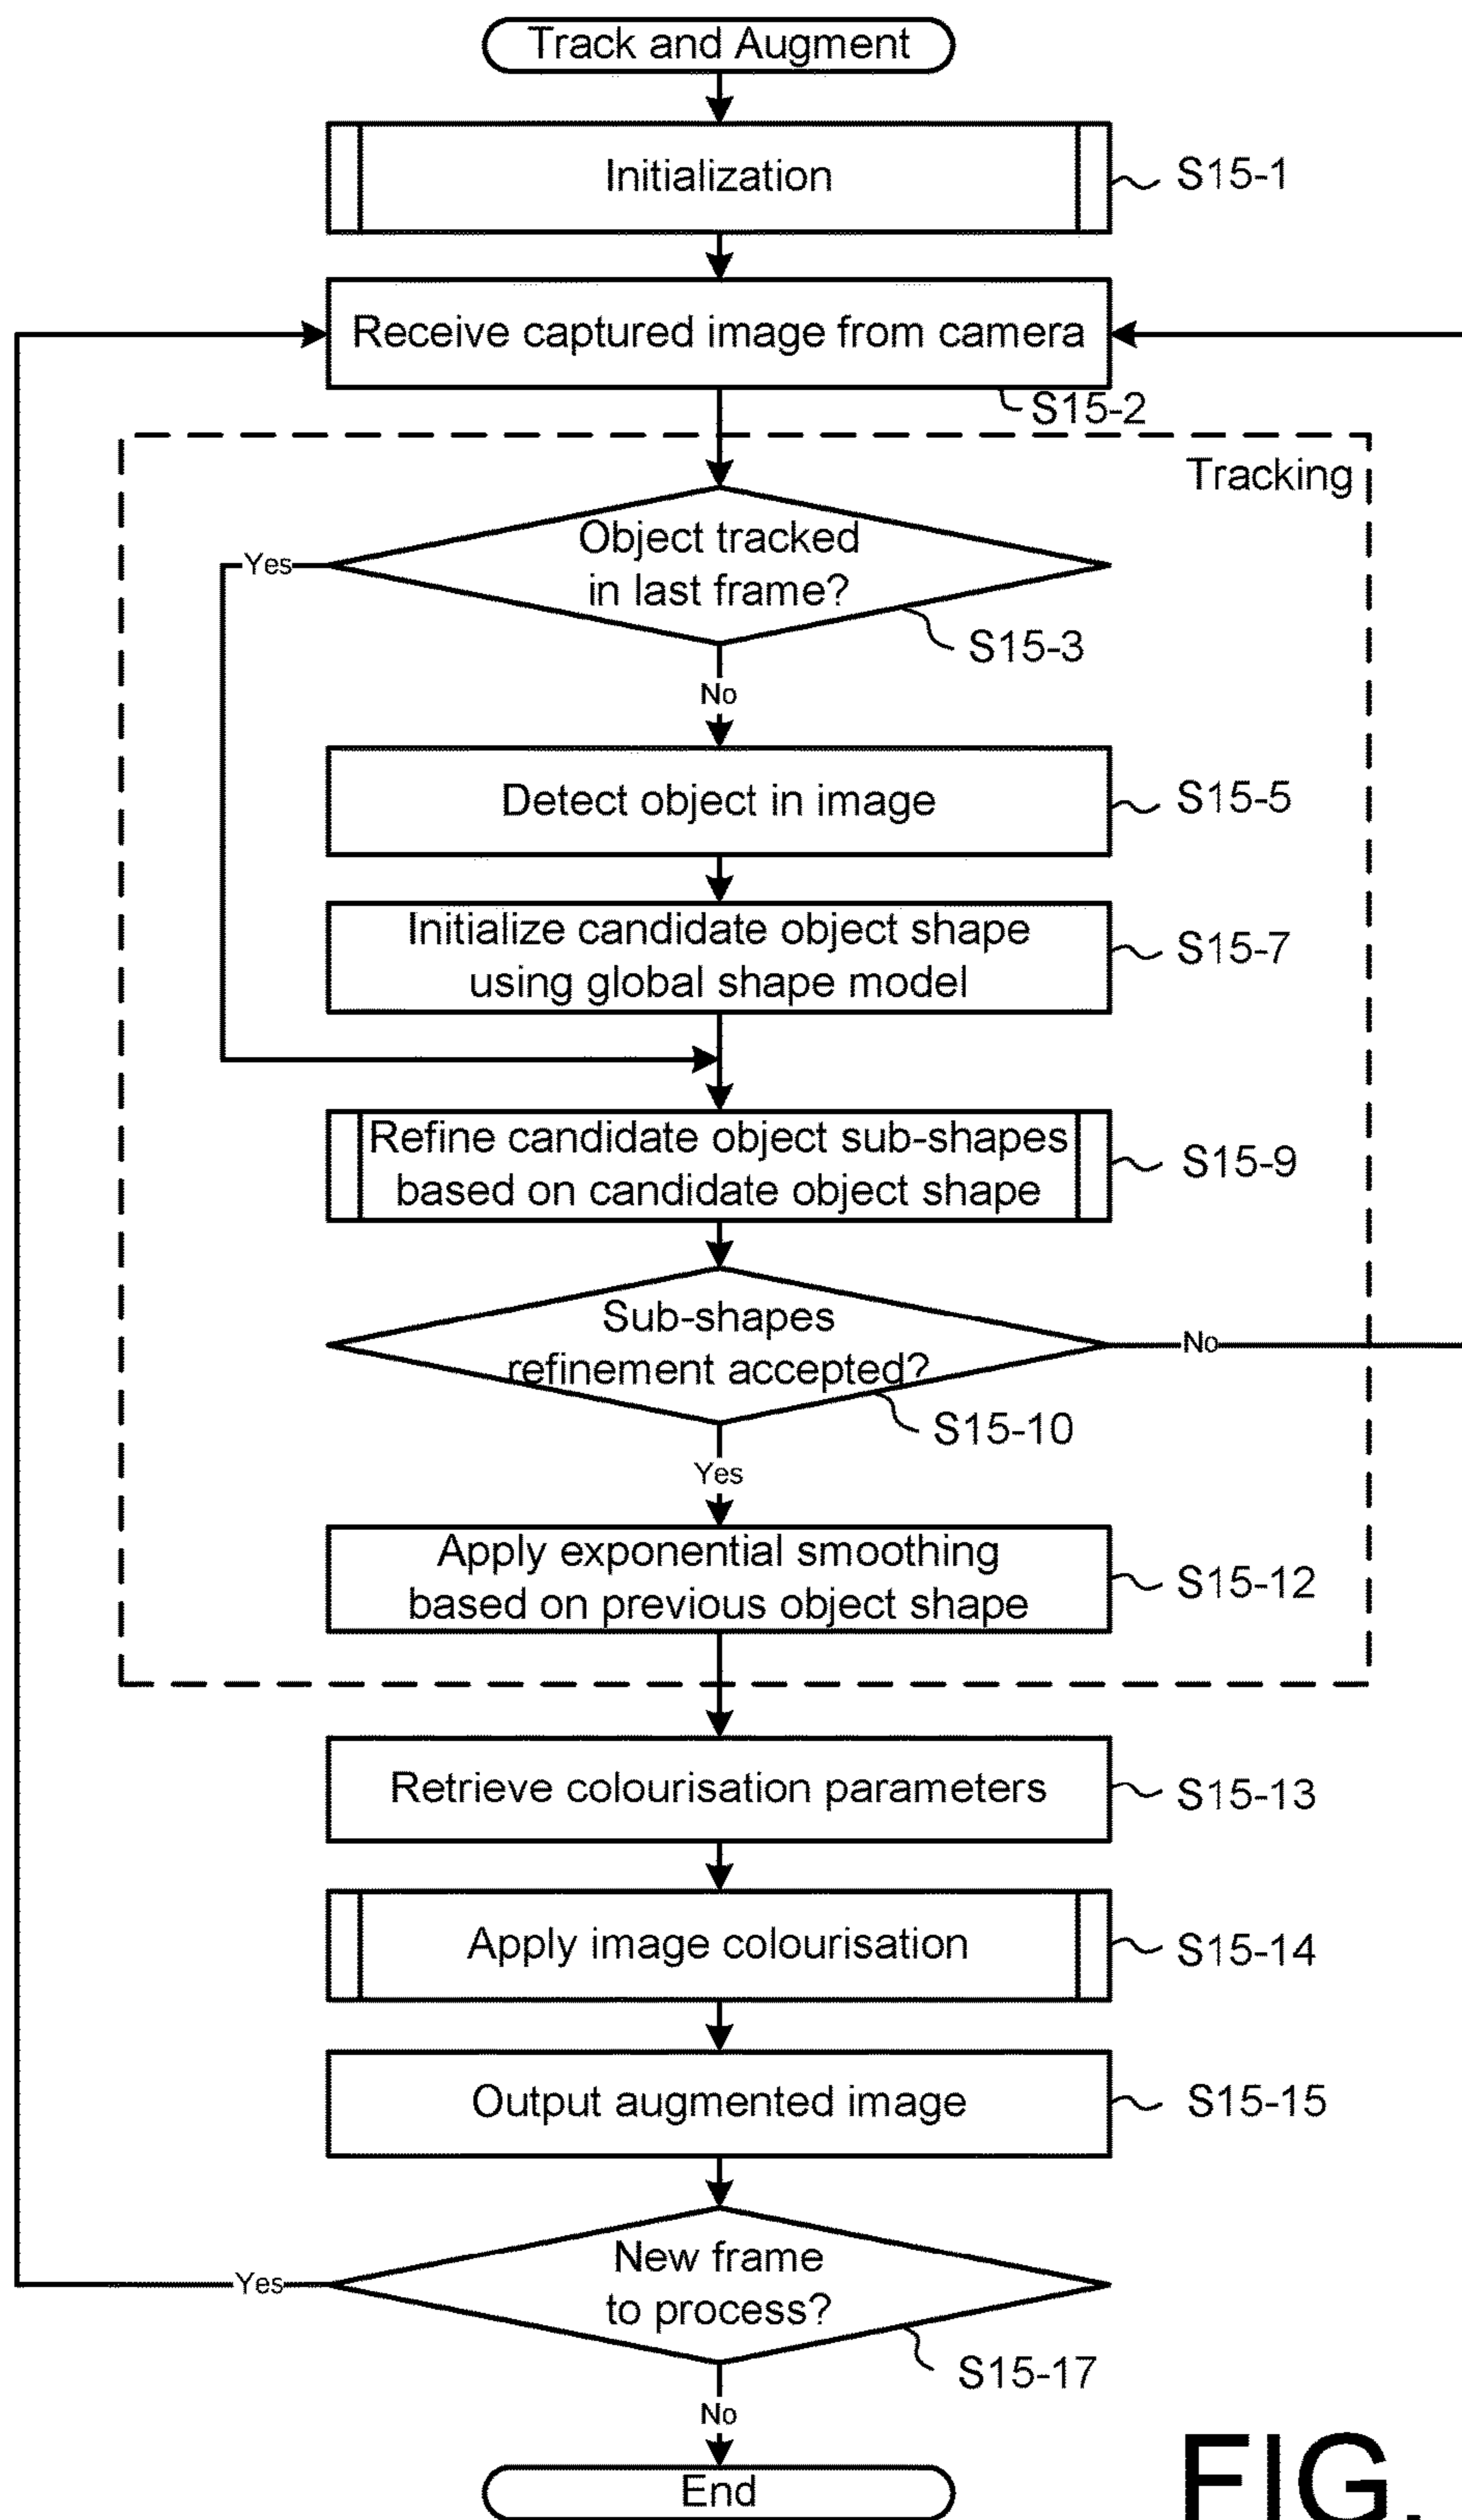 Track and Augment
Initialization
S15-1
Receive captured image from camera
S15-2
Tracking
Object tracked
in last frame?
Yes
S15-3
No
Detect object in image
S15-5
Initialize candidate object shape
using global shape model
S15-7
Refine candidate object sub-shapes
based on candidate object shape
S15-9
Sub-shapes
refinement accepted?
No
S15-10
Yes
Apply exponential smoothing
based on previous object shape
S15-12
Retrieve colourisation parameters
S15-13
Apply image colourisation
S15-14
Output augmented image
S15-15
New frame
to process?
Yes
S15-17
No
End
FIG.